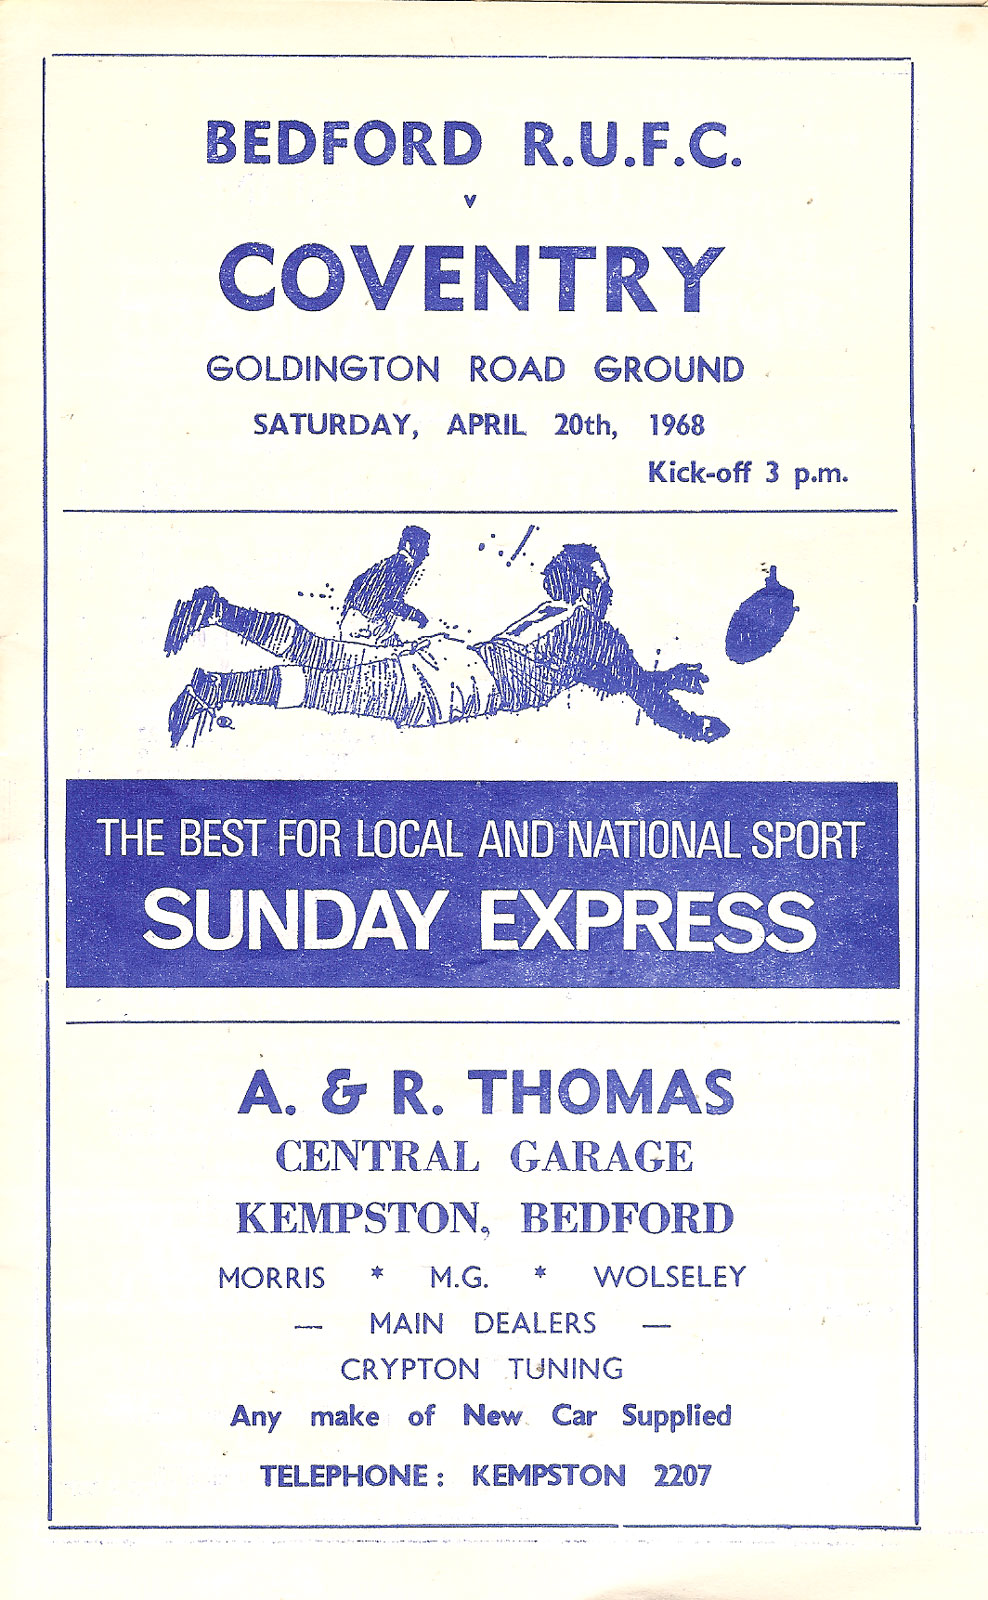 BEDFORD R.U.F.C.
v
COVENTRY
GOLDINGTON ROAD GROUND
SATURDAY, APRIL 20th, 1968
Kick-off 3 p.m.
THE BEST FOR LOCAL AND NATIONAL SPORT
SUNDAY EXPRESS
A. & R. THOMAS
CENTRAL GARAGE
KEMPSTON, BEDFORD
MORRIS * M.G. * WOLSELEY
— MAIN DEALERS —
CRYPTON TUNING
Any make of New Car Supplied
TELEPHONE: KEMPSTON 2207